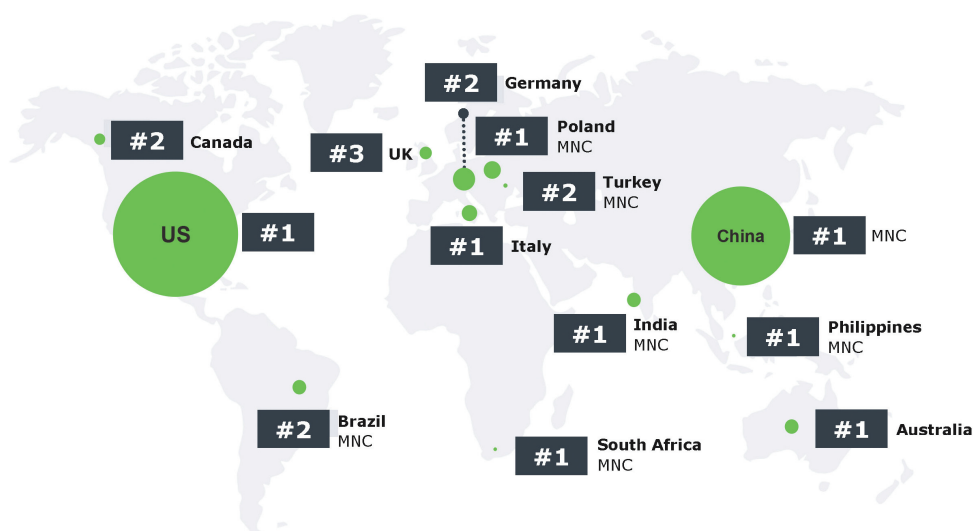 #2 Germany
#1 Poland
MNC
#2 Canada
#3 UK
#2 Turkey
MNC
US #1
#1 Italy
China #1 MNC
#1 India
MNC
#1 Philippines
MNC
#2 Brazil
MNC
#1 South Africa
MNC
#1 Australia